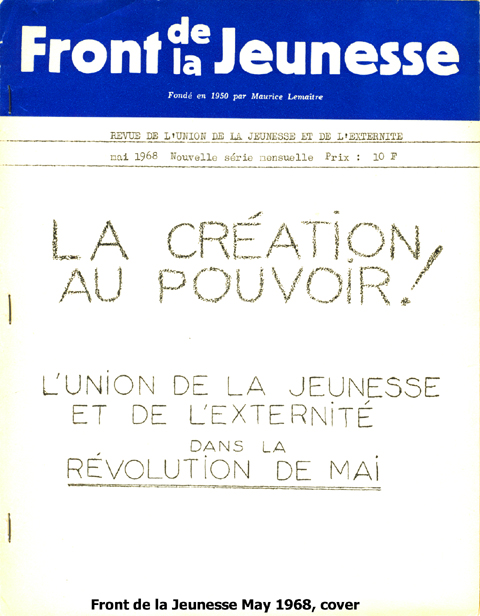 Front de la Jeunesse
Fondé en 1950 par Maurice Lemaître
REVUE DE L'UNION DE LA JEUNESSE ET DE L'EXTERNITE
mai 1968 Nouvelle série mensuelle Prix : 10 F
LA CRÉATION
AU POUVOIR!
L'UNION DE LA JEUNESSE
ET DE L'EXTERNITÉ
DANS LA
RÉVOLUTION DE MAI
Front de la Jeunesse May 1968, cover